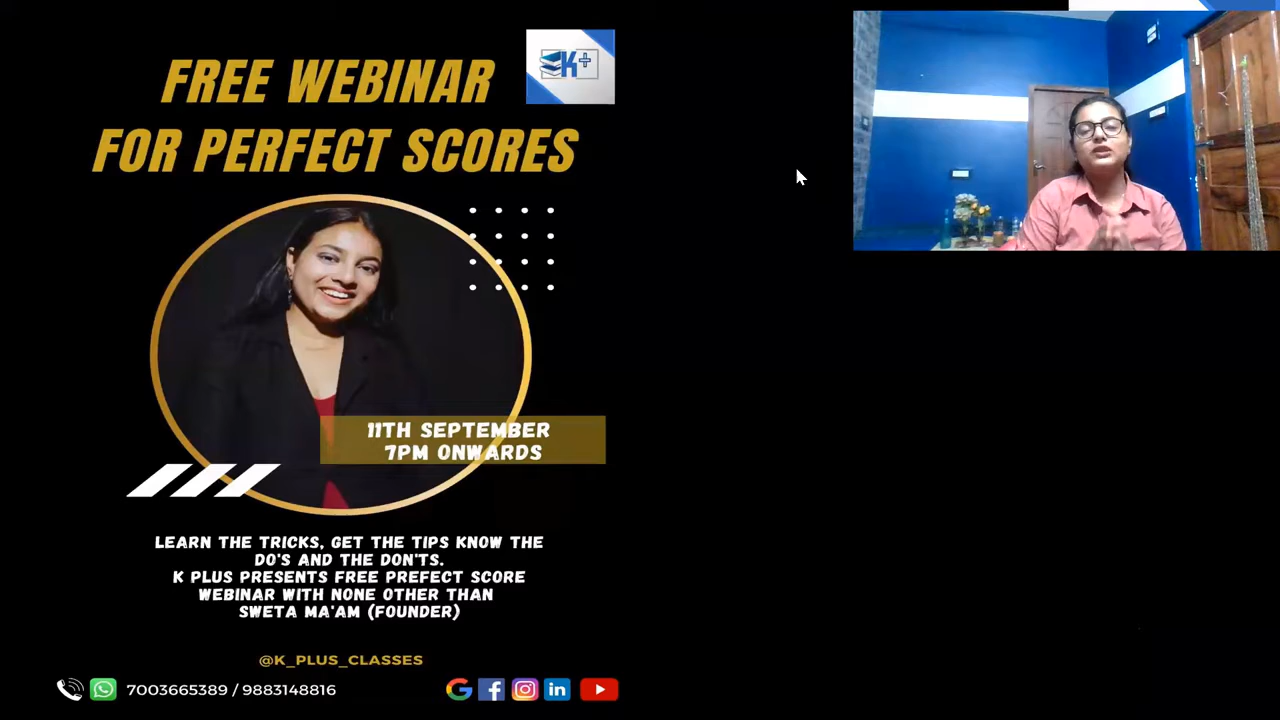 FREE WEBINAR
K+
FOR PERFECT SCORES
11TH SEPTEMBER
7PM ONWARDS
LEARN THE TRICKS, GET THE TIPS KNOW THE
DO'S AND THE DON'TS.
K PLUS PRESENTS FREE PREFECT SCORE
WEBINAR WITH NONE OTHER THAN
SWETA MA'AM (FOUNDER)
@K_PLUS_CLASSES
7003665389 / 9883148816